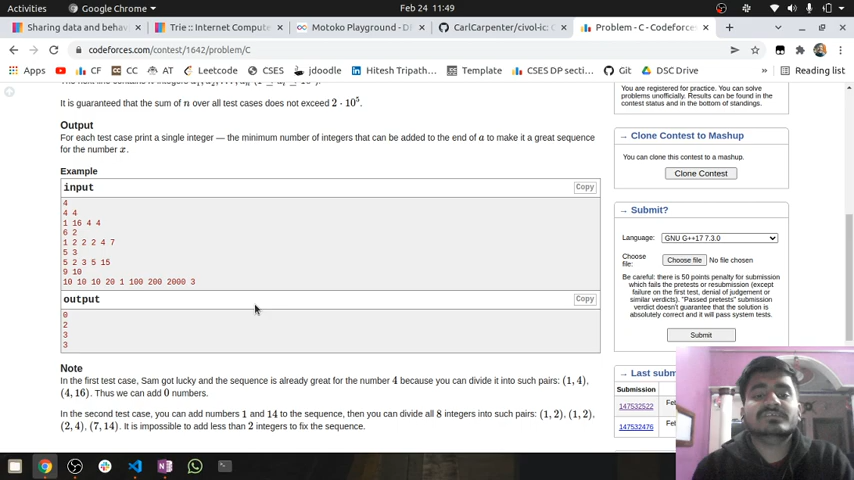 Activities
Google Chrome
Feb 24 11:49
Sharing data and behav
Trie :: Internet Compute
Motoko Playground - DF
CarlCarpenter/civol-ic: C
Problem - C - Codeforces
codeforces.com/contest/1642/problem/C
Apps
CF
CC
AC
Leetcode
CSES
jdoodle
Hitesh Tripath...
Template
CSES DP secti...
Git
DSC Drive
»
Reading list
It is guaranteed that the sum of n over all test cases does not exceed 2 · 10⁵.
Output
For each test case print a single integer — the minimum number of integers that can be added to the end of a to make it a great sequence
for the number x.
Example
input
Copy
4
4 4
1 16 4 4
6 2
1 2 2 2 4 7
5 3
5 2 3 5 15
9 10
10 10 10 20 1 100 200 2000 3
output
Copy
0
2
3
3
Note
In the first test case, Sam got lucky and the sequence is already great for the number 4 because you can divide it into such pairs: (1, 4),
(4, 16). Thus we can add 0 numbers.
In the second test case, you can add numbers 1 and 14 to the sequence, then you can divide all 8 integers into such pairs: (1, 2), (1, 2),
(2, 4), (7, 14). It is impossible to add less than 2 integers to fix the sequence.
You are registered for practice. You can solve
problems unofficially. Results can be found in the
contest status and in the bottom of standings.
→ Clone Contest to Mashup
You can clone this contest to a mashup.
Clone Contest
→ Submit?
Language:
GNU G++17 7.3.0
Choose
file:
Choose file
No file chosen
Be careful: there is 50 points penalty for submission
which fails the pretests or resubmission (except
failure on the first test, denial of judgement or
similar verdicts). "Passed pretests" submission
verdict doesn't guarantee that the solution is
absolutely correct and it will pass system tests.
Submit
→ Last subm
Submission
147532522
Fe
147532476
Fe